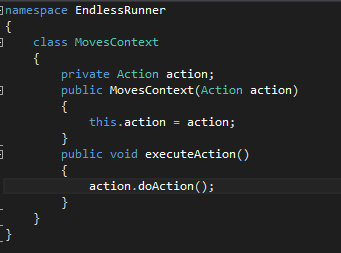 namespace EndlessRunner
{
    class MovesContext
    {
        private Action action;
        public MovesContext(Action action)
        {
            this.action = action;
        }
        public void executeAction()
        {
            action.doAction();
        }
    }
}